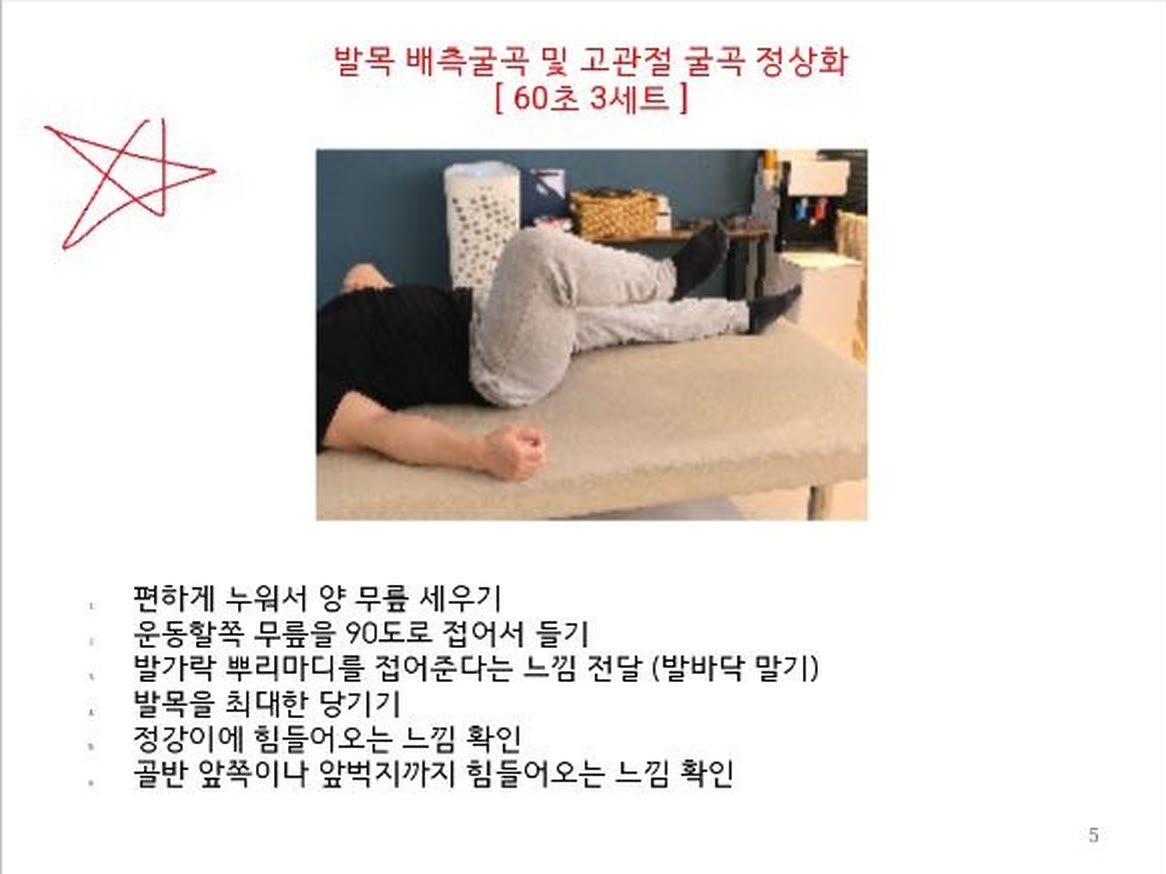 발목 배측굴곡 및 고관절 굴곡 정상화
[ 60초 3세트 ]
1. 편하게 누워서 양 무릎 세우기
2. 운동할쪽 무릎을 90도로 접어서 들기
3. 발가락 뿌리마디를 접어준다는 느낌 전달 (발바닥 말기)
4. 발목을 최대한 당기기
5. 정강이에 힘들어오는 느낌 확인
6. 골반 앞쪽이나 앞벅지까지 힘들어오는 느낌 확인
5